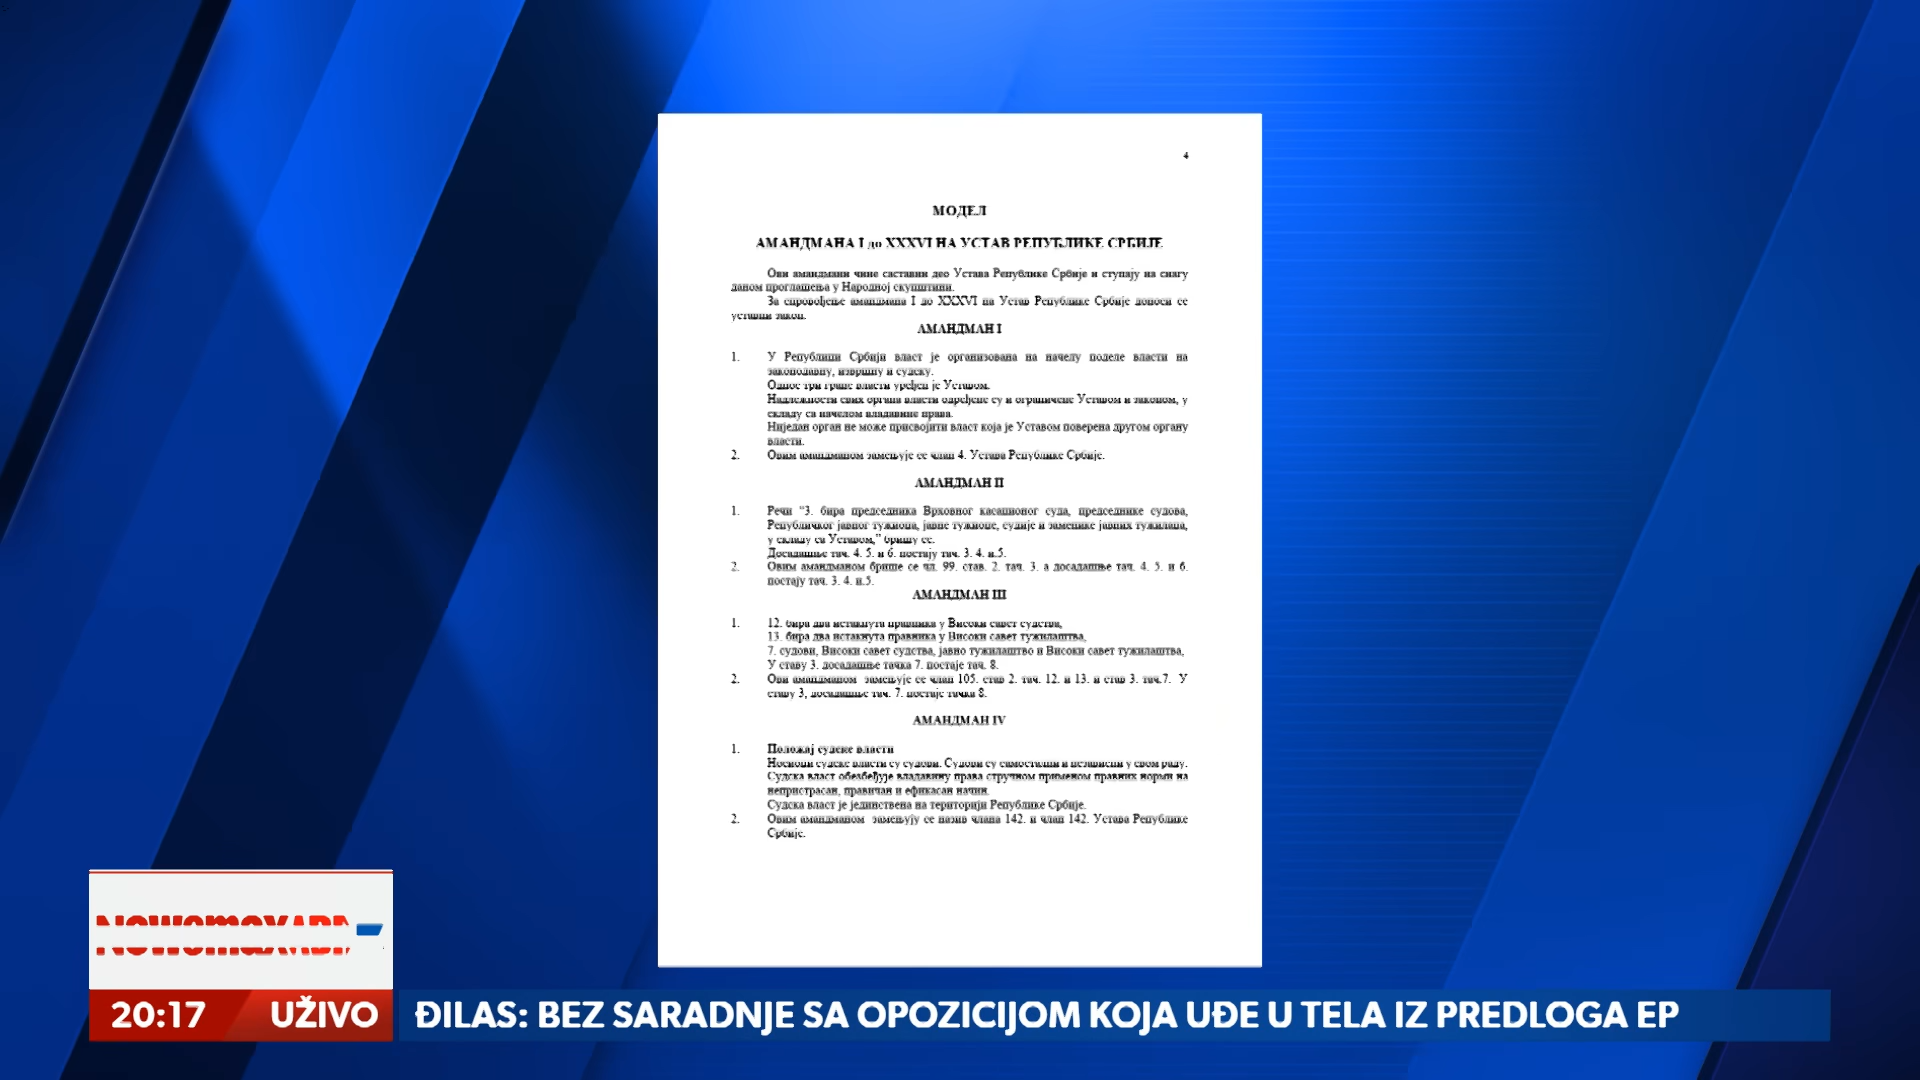 4
МОДЕЛ
АМАНДМАНА I до XXXVI НА УСТАВ РЕПУБЛИКЕ СРБИЈЕ
Ови амандмани чине саставни део Устава Републике Србије и ступају на снагу
даном проглашења у Народној скупштини.
За спровођење амандмана I до XXXVI на Устав Републике Србије доноси се
уставни закон.
АМАНДМАН I
1. У Републици Србији власт је организована на начелу поделе власти на
законодавну, извршну и судску.
Однос три гране власти уређен је Уставом.
Надлежности свих органа власти одређене су и ограничене Уставом и законом, у
складу са начелом владавине права.
Ниједан орган не може присвојити власт која је Уставом поверена другом органу
власти.
2. Овим амандманом замењује се члан 4. Устава Републике Србије.
АМАНДМАН II
1. Речи “3. бира председника Врховног касационог суда, председнике судова,
Републичког јавног тужиоца, јавне тужиоце, судије и заменике јавних тужилаца,
у складу са Уставом,” бришу се.
Досадашње тач. 4. 5. и 6. постају тач. 3. 4. и.5.
2. Овим амандманом брише се чл. 99. став. 2. тач. 3. а досадашње тач. 4. 5. и 6.
постају тач. 3. 4. и.5.
АМАНДМАН III
1. 12. бира два истакнута правника у Високи савет судства,
13. бира два истакнута правника у Високи савет тужилаштва,
7. судови, Високи савет судства, јавно тужилаштво и Високи савет тужилаштва,
У ставу 3. досадашње тачка 7. постаје тач. 8.
2. Ови амандманом замењује се члан 105. став 2. тач. 12. и 13. и став 3. тач.7. У
ставу 3, досадашње тач. 7. постаје тачка 8.
АМАНДМАН IV
1. Положај судске власти
Носиоци судске власти су судови. Судови су самостални и независни у свом раду.
Судска власт обезбеђује владавину права стручном применом правних норми на
непристрасан, правичан и ефикасан начин.
Судска власт је јединствена на територији Републике Србије.
2. Овим амандманом замењују се назив члана 142. и члан 142. Устава Републике
Србије.
20:17 UŽIVO
ĐILAS: BEZ SARADNJE SA OPOZICIJOM KOJA UĐE U TELA IZ PREDLOGA EP